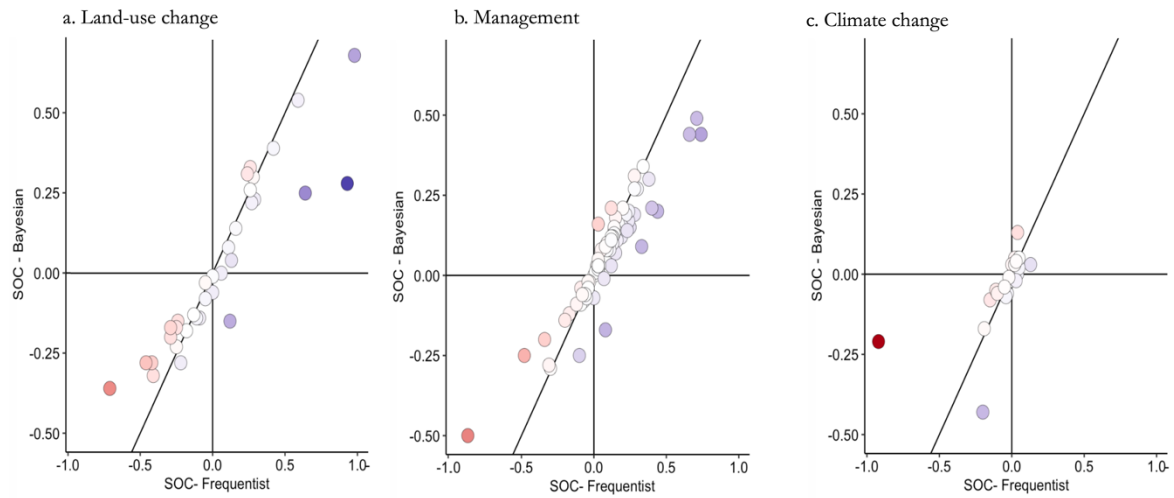 a. Land-use change
b. Management
c. Climate change
SOC - Bayesian
0.50
0.25
0.00
-0.25
-0.50
-1.0 -0.5 0.0 0.5 1.0-
SOC- Frequentist
SOC - Bayesian
0.50
0.25
0.00
-0.25
-0.50
-1.0 -0.5 0.0 0.5 1.0
SOC- Frequentist
SOC - Bayesian
0.50
0.25
0.00
-0.25
-0.50
-1.0 -0.5 0.0 0.5 1.0-
SOC- Frequentist